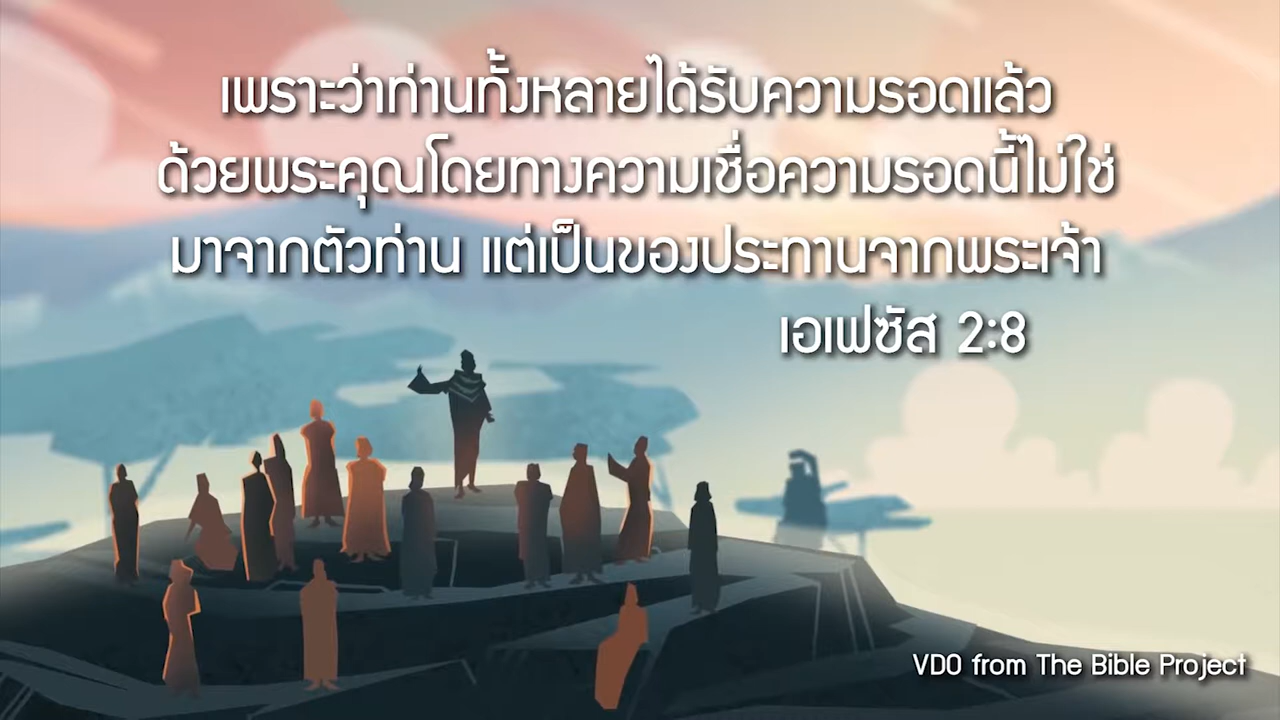 เพราะว่าท่านทั้งหลายได้รับความรอดแล้ว
ด้วยพระคุณโดยทางความเชื่อความรอดนี้ไม่ใช่
มาจากตัวท่าน แต่เป็นของประทานจากพระเจ้า
เอเฟซัส 2:8
VDO from The Bible Project